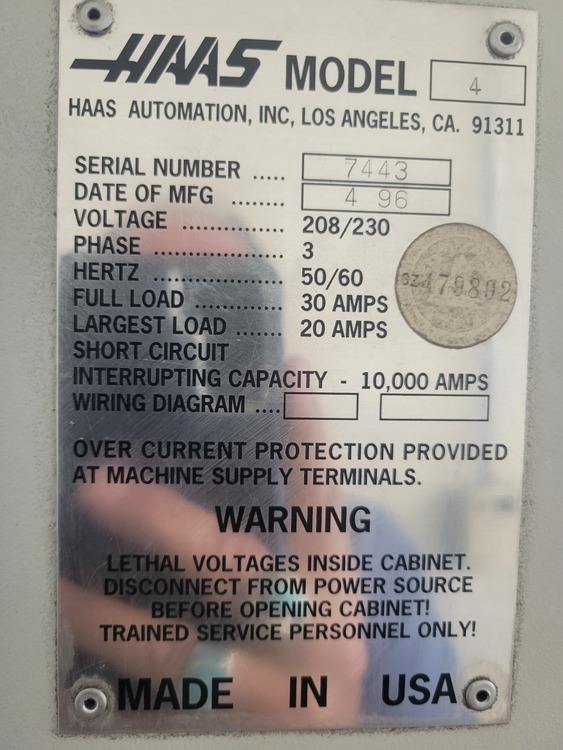 HAAS MODEL 4
HAAS AUTOMATION, INC, LOS ANGELES, CA. 91311
SERIAL NUMBER ..... 7443
DATE OF MFG ........ 4 96
VOLTAGE ............... 208/230
PHASE ................... 3
HERTZ ................... 50/60
FULL LOAD ............. 30 AMPS
LARGEST LOAD ....... 20 AMPS
SHORT CIRCUIT
INTERRUPTING CAPACITY - 10,000 AMPS
WIRING DIAGRAM ....
OVER CURRENT PROTECTION PROVIDED
AT MACHINE SUPPLY TERMINALS.
WARNING
LETHAL VOLTAGES INSIDE CABINET.
DISCONNECT FROM POWER SOURCE
BEFORE OPENING CABINET!
TRAINED SERVICE PERSONNEL ONLY!
MADE IN USA